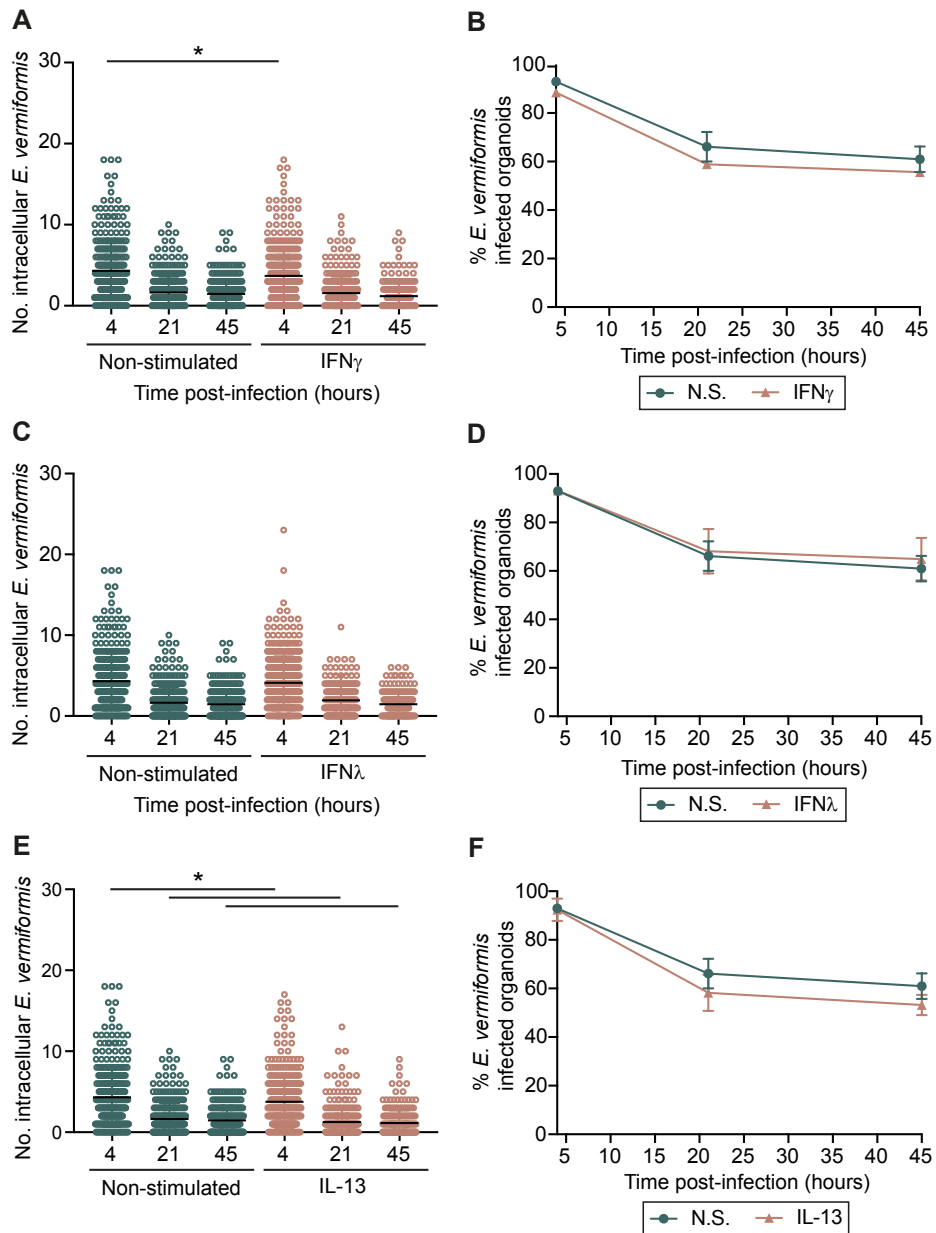 A
No. intracellular E. vermiformis
30
20
10
0
*
4 21 45 4 21 45
Non-stimulated IFNγ
Time post-infection (hours)
B
% E. vermiformis
infected organoids
100
80
60
40
20
0
5 10 15 20 25 30 35 40 45
Time post-infection (hours)
N.S. IFNγ
C
No. intracellular E. vermiformis
30
20
10
0
4 21 45 4 21 45
Non-stimulated IFNλ
Time post-infection (hours)
D
% E. vermiformis
infected organoids
100
80
60
40
20
0
5 10 15 20 25 30 35 40 45
Time post-infection (hours)
N.S. IFNλ
E
No. intracellular E. vermiformis
30
20
10
0
*
4 21 45 4 21 45
Non-stimulated IL-13
F
% E. vermiformis
infected organoids
100
80
60
40
20
0
5 10 15 20 25 30 35 40 45
Time post-infection (hours)
N.S. IL-13